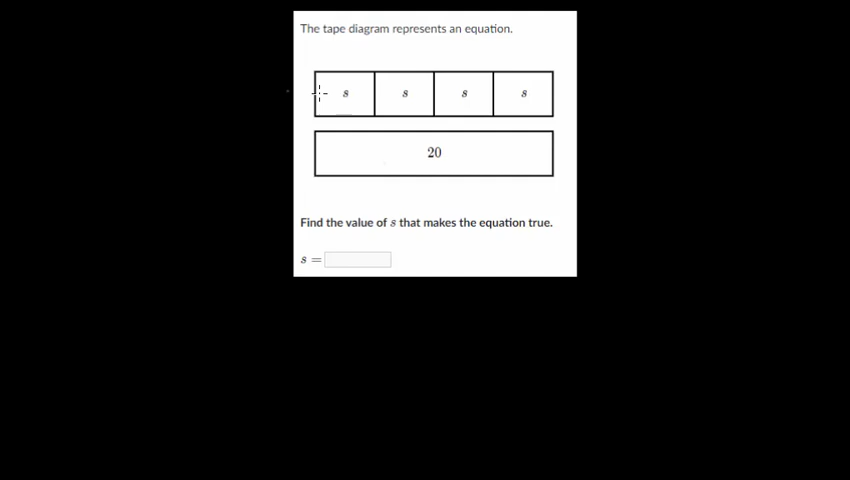 The tape diagram represents an equation.
s s s s
20
Find the value of s that makes the equation true.
s =